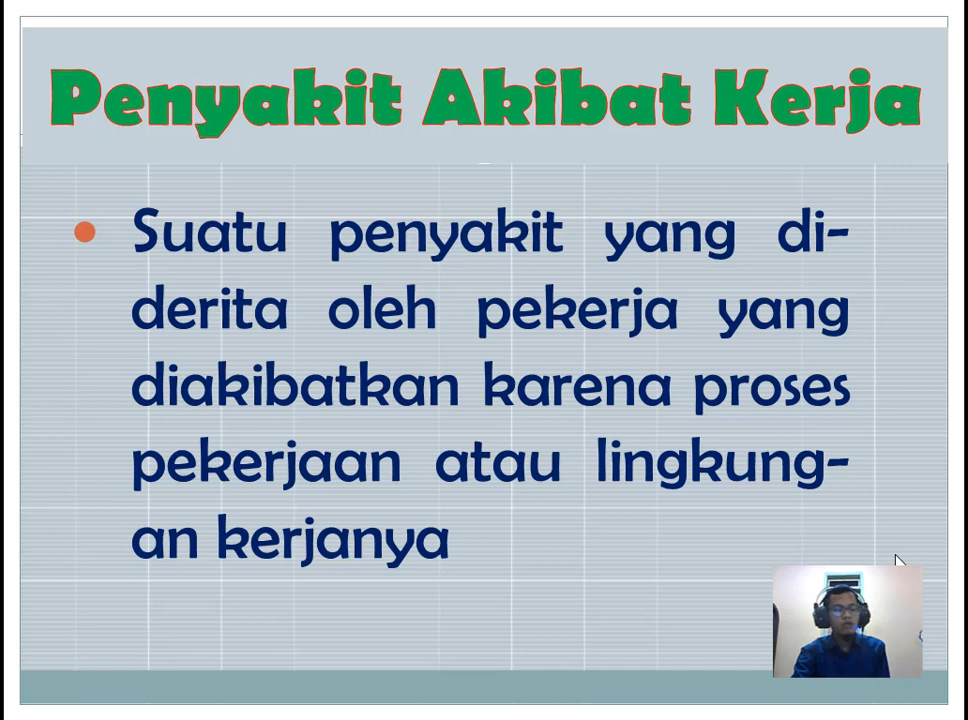 Penyakit Akibat Kerja
• Suatu penyakit yang di-
derita oleh pekerja yang
diakibatkan karena proses
pekerjaan atau lingkung-
an kerjanya